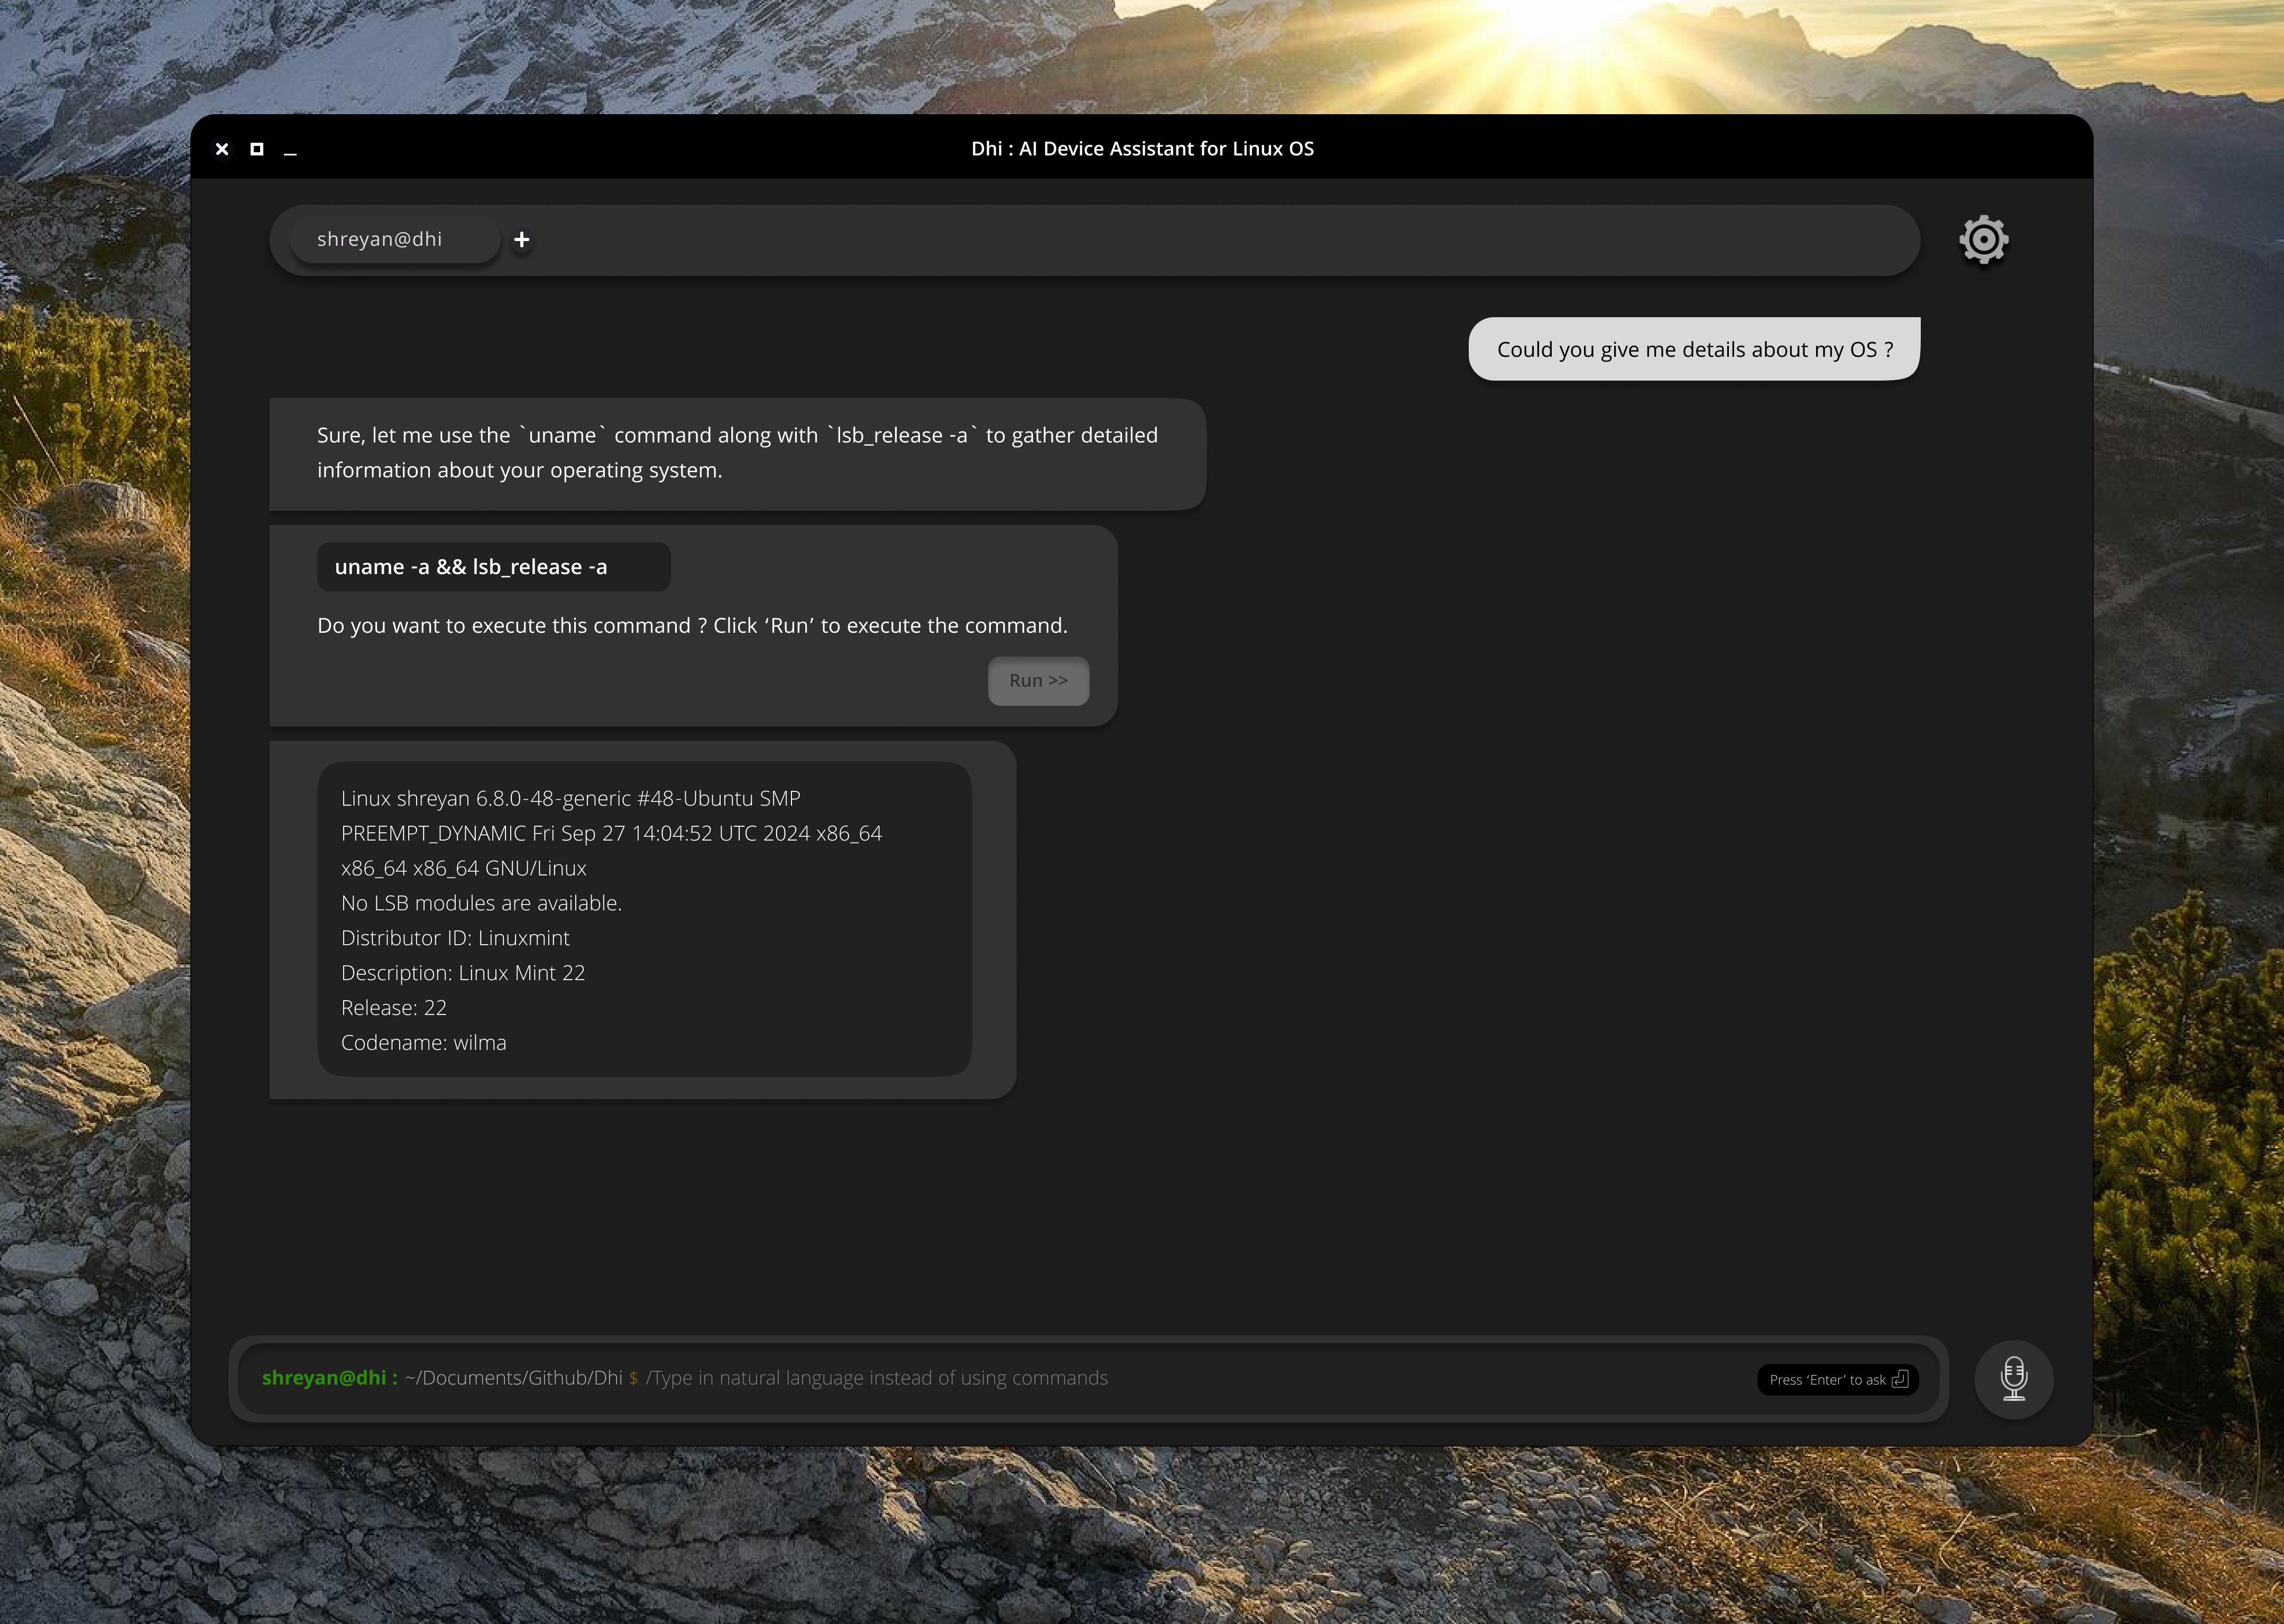 Dhi : AI Device Assistant for Linux OS
shreyan@dhi
Could you give me details about my OS ?
Sure, let me use the `uname` command along with `lsb_release -a` to gather detailed
information about your operating system.
uname -a && lsb_release -a
Do you want to execute this command ? Click ‘Run’ to execute the command.
Run >>
Linux shreyan 6.8.0-48-generic #48-Ubuntu SMP
PREEMPT_DYNAMIC Fri Sep 27 14:04:52 UTC 2024 x86_64
x86_64 x86_64 GNU/Linux
No LSB modules are available.
Distributor ID: Linuxmint
Description: Linux Mint 22
Release: 22
Codename: wilma
shreyan@dhi : ~/Documents/Github/Dhi $ /Type in natural language instead of using commands
Press ‘Enter’ to ask